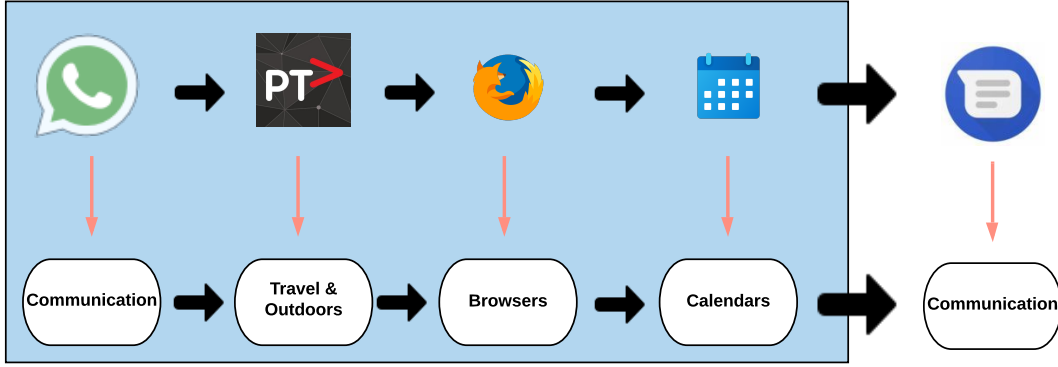 PT>
Communication
Travel &
Outdoors
Browsers
Calendars
Communication